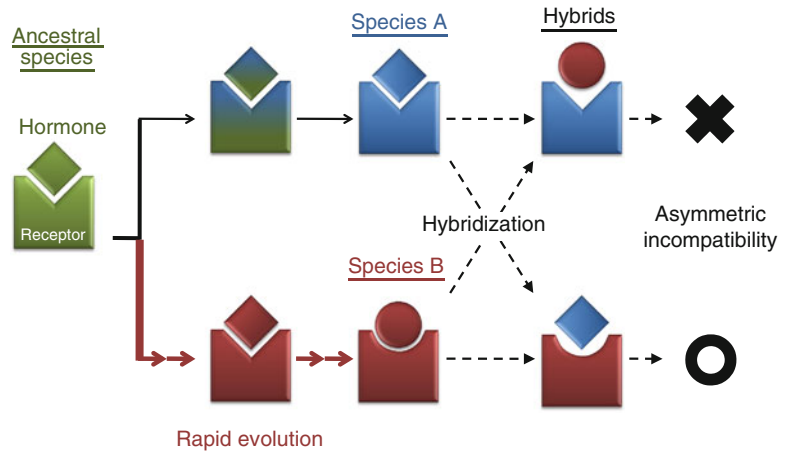 Ancestral
species
Hormone
Receptor
Species A
Hybrids
Hybridization
Asymmetric
incompatibility
Species B
Rapid evolution